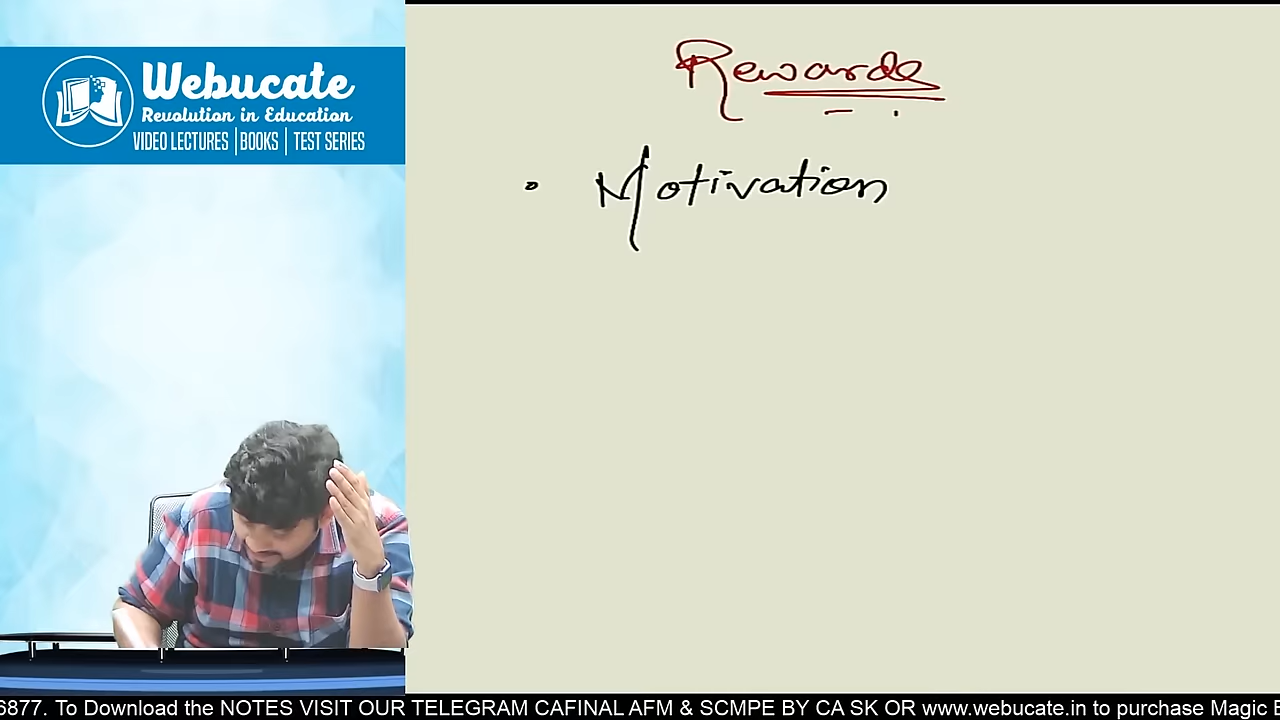 Webucate
Revolution in Education
VIDEO LECTURES | BOOKS | TEST SERIES
Rewards
Motivation
6877. To Download the NOTES VISIT OUR TELEGRAM CAFINAL AFM & SCMPE BY CA SK OR www.webucate.in to purchase Magic